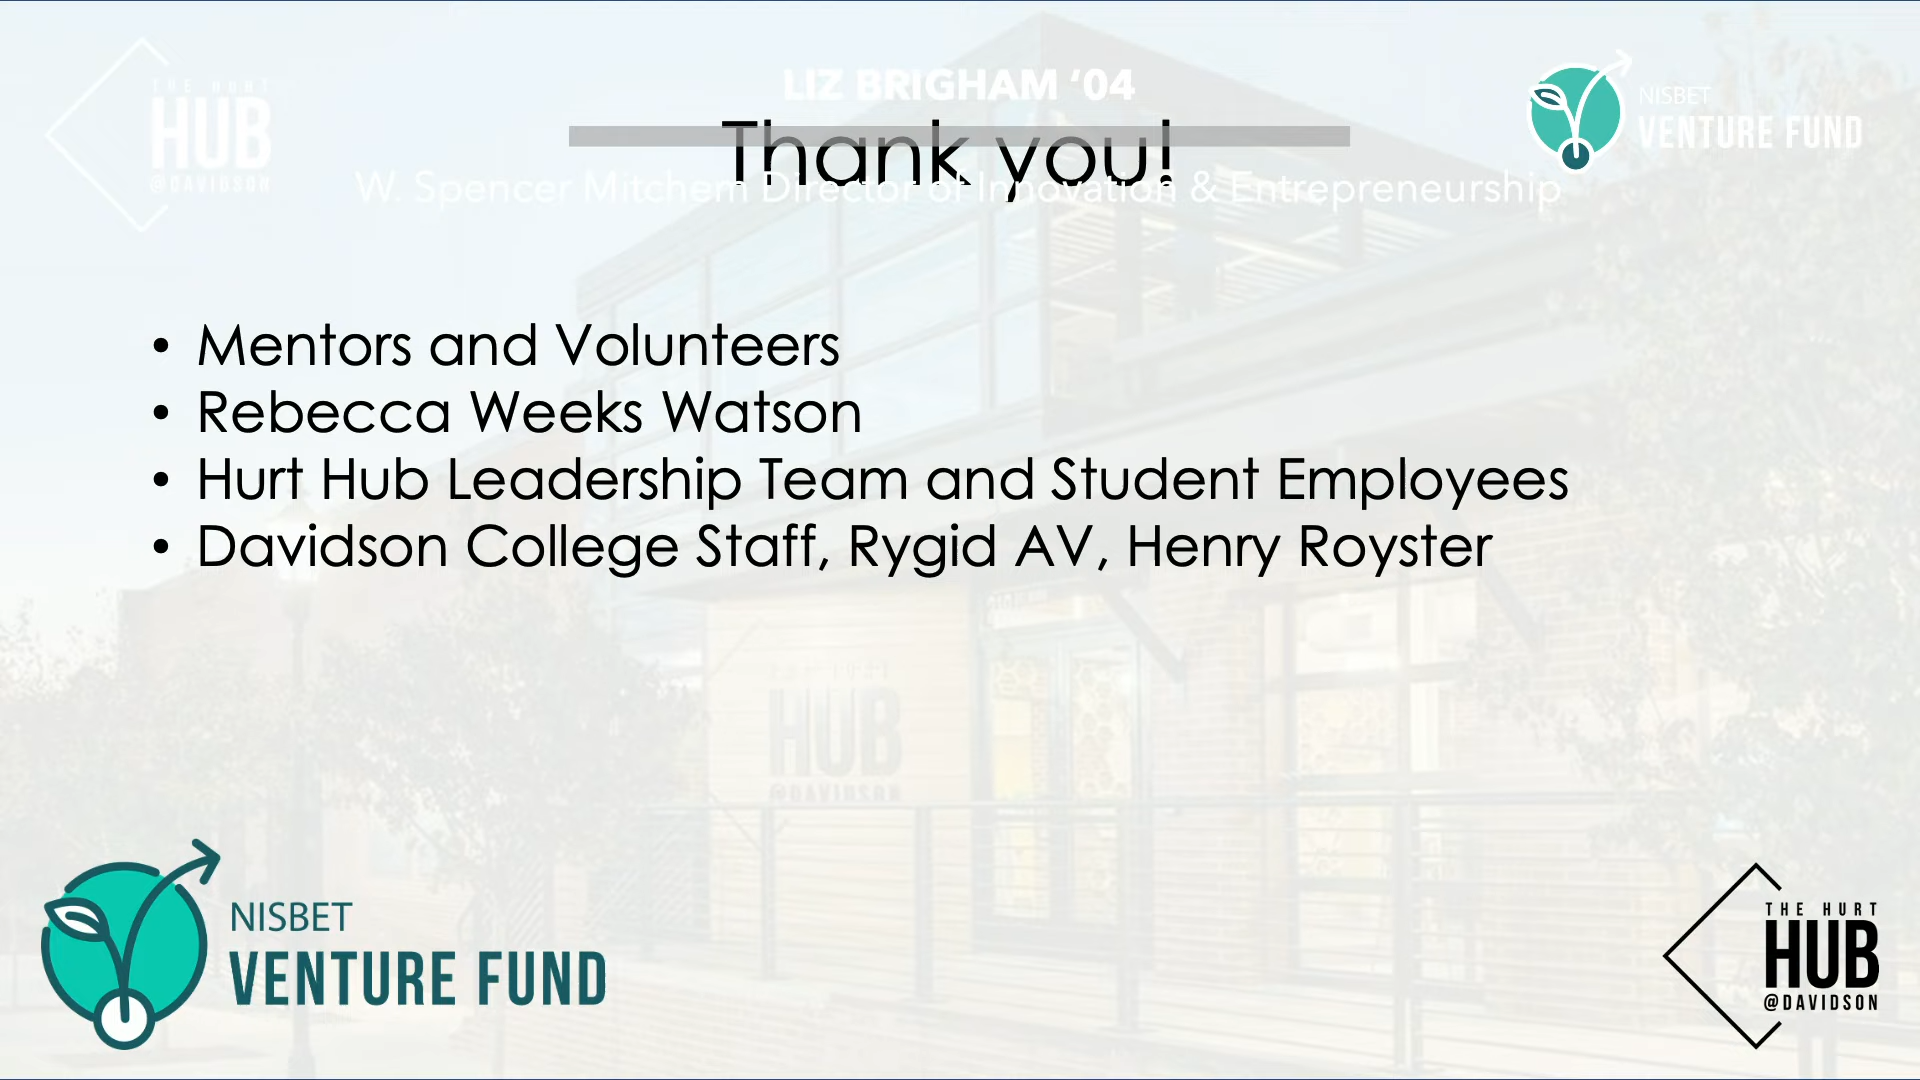 THE HURT
HUB
@DAVIDSON
LIZ BRIGHAM ‘04
NISBET
VENTURE FUND
Thank you!
W. Spencer Mitchem Director of Innovation & Entrepreneurship
• Mentors and Volunteers
• Rebecca Weeks Watson
• Hurt Hub Leadership Team and Student Employees
• Davidson College Staff, Rygid AV, Henry Royster
HUB
@DAVIDSON
NISBET
VENTURE FUND
THE HURT
HUB
@DAVIDSON